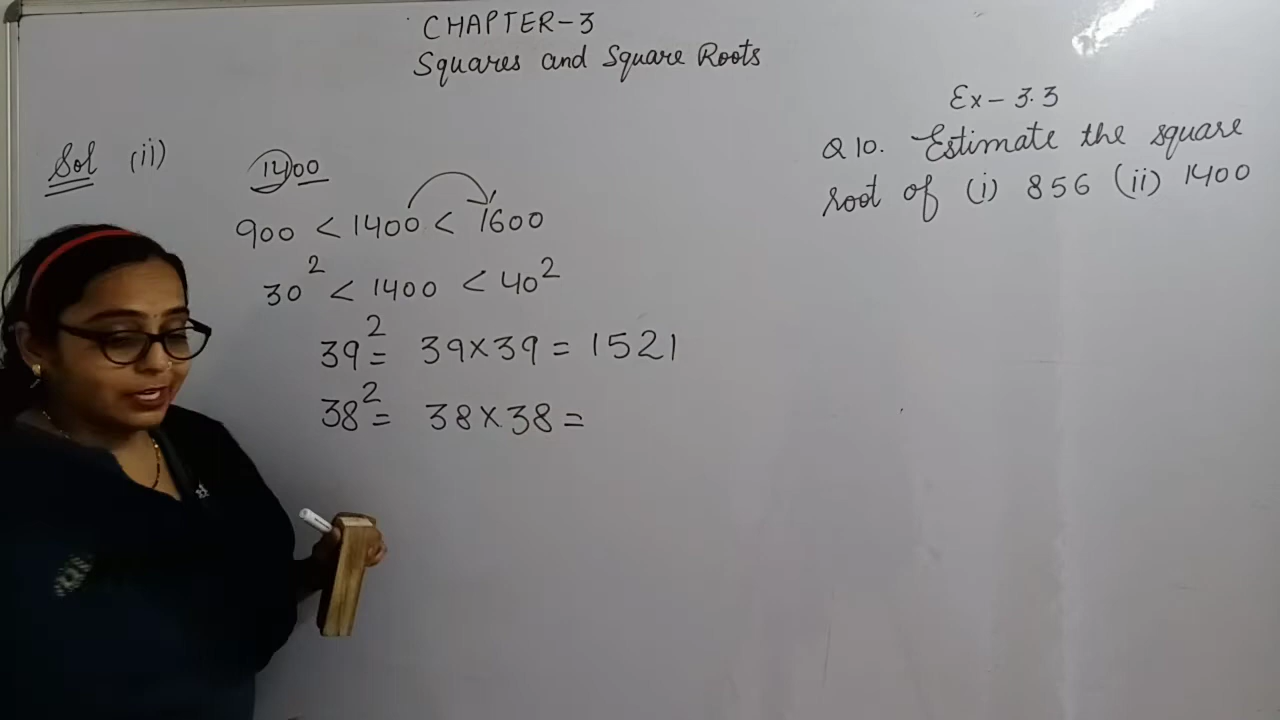 CHAPTER-3
Squares and Square Roots
Ex-3.3
Q10. Estimate the square
root of (i) 856 (ii) 1400
Sol (ii) 1400
900 < 1400 < 1600
30² < 1400 < 40²
39² = 39×39 = 1521
38² = 38×38 =